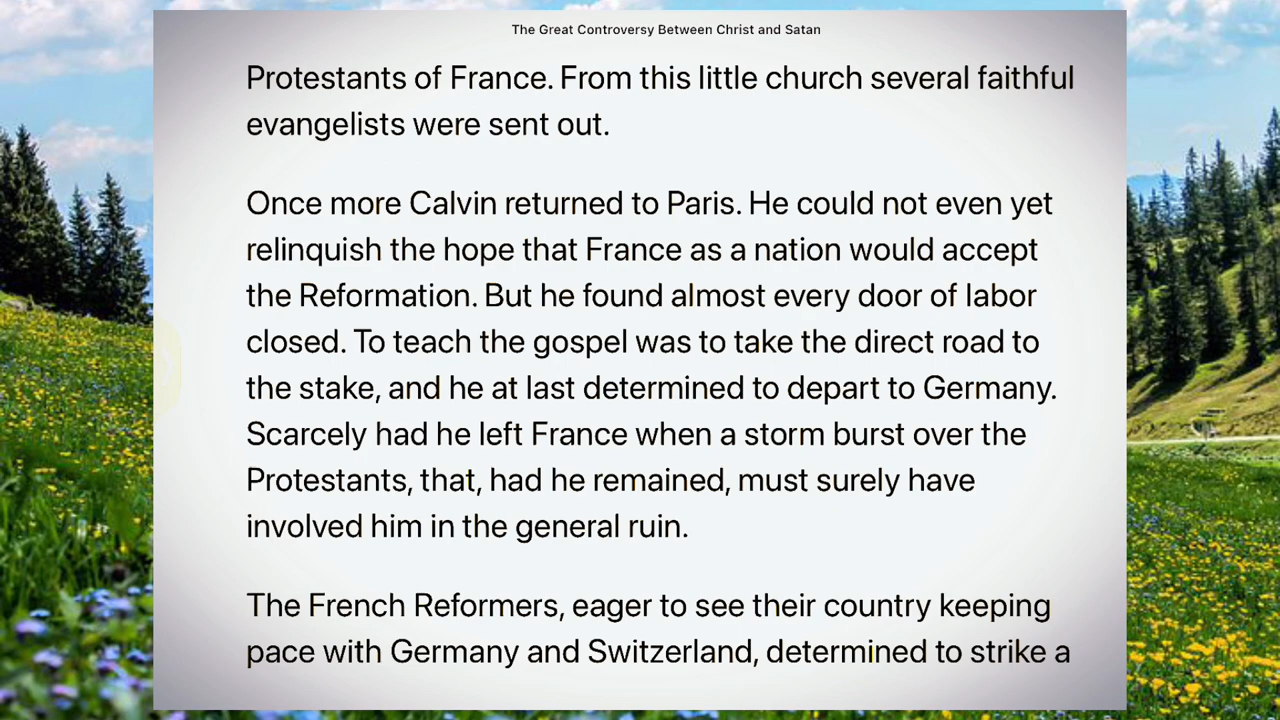 The Great Controversy Between Christ and Satan
Protestants of France. From this little church several faithful
evangelists were sent out.
Once more Calvin returned to Paris. He could not even yet
relinquish the hope that France as a nation would accept
the Reformation. But he found almost every door of labor
closed. To teach the gospel was to take the direct road to
the stake, and he at last determined to depart to Germany.
Scarcely had he left France when a storm burst over the
Protestants, that, had he remained, must surely have
involved him in the general ruin.
The French Reformers, eager to see their country keeping
pace with Germany and Switzerland, determined to strike a